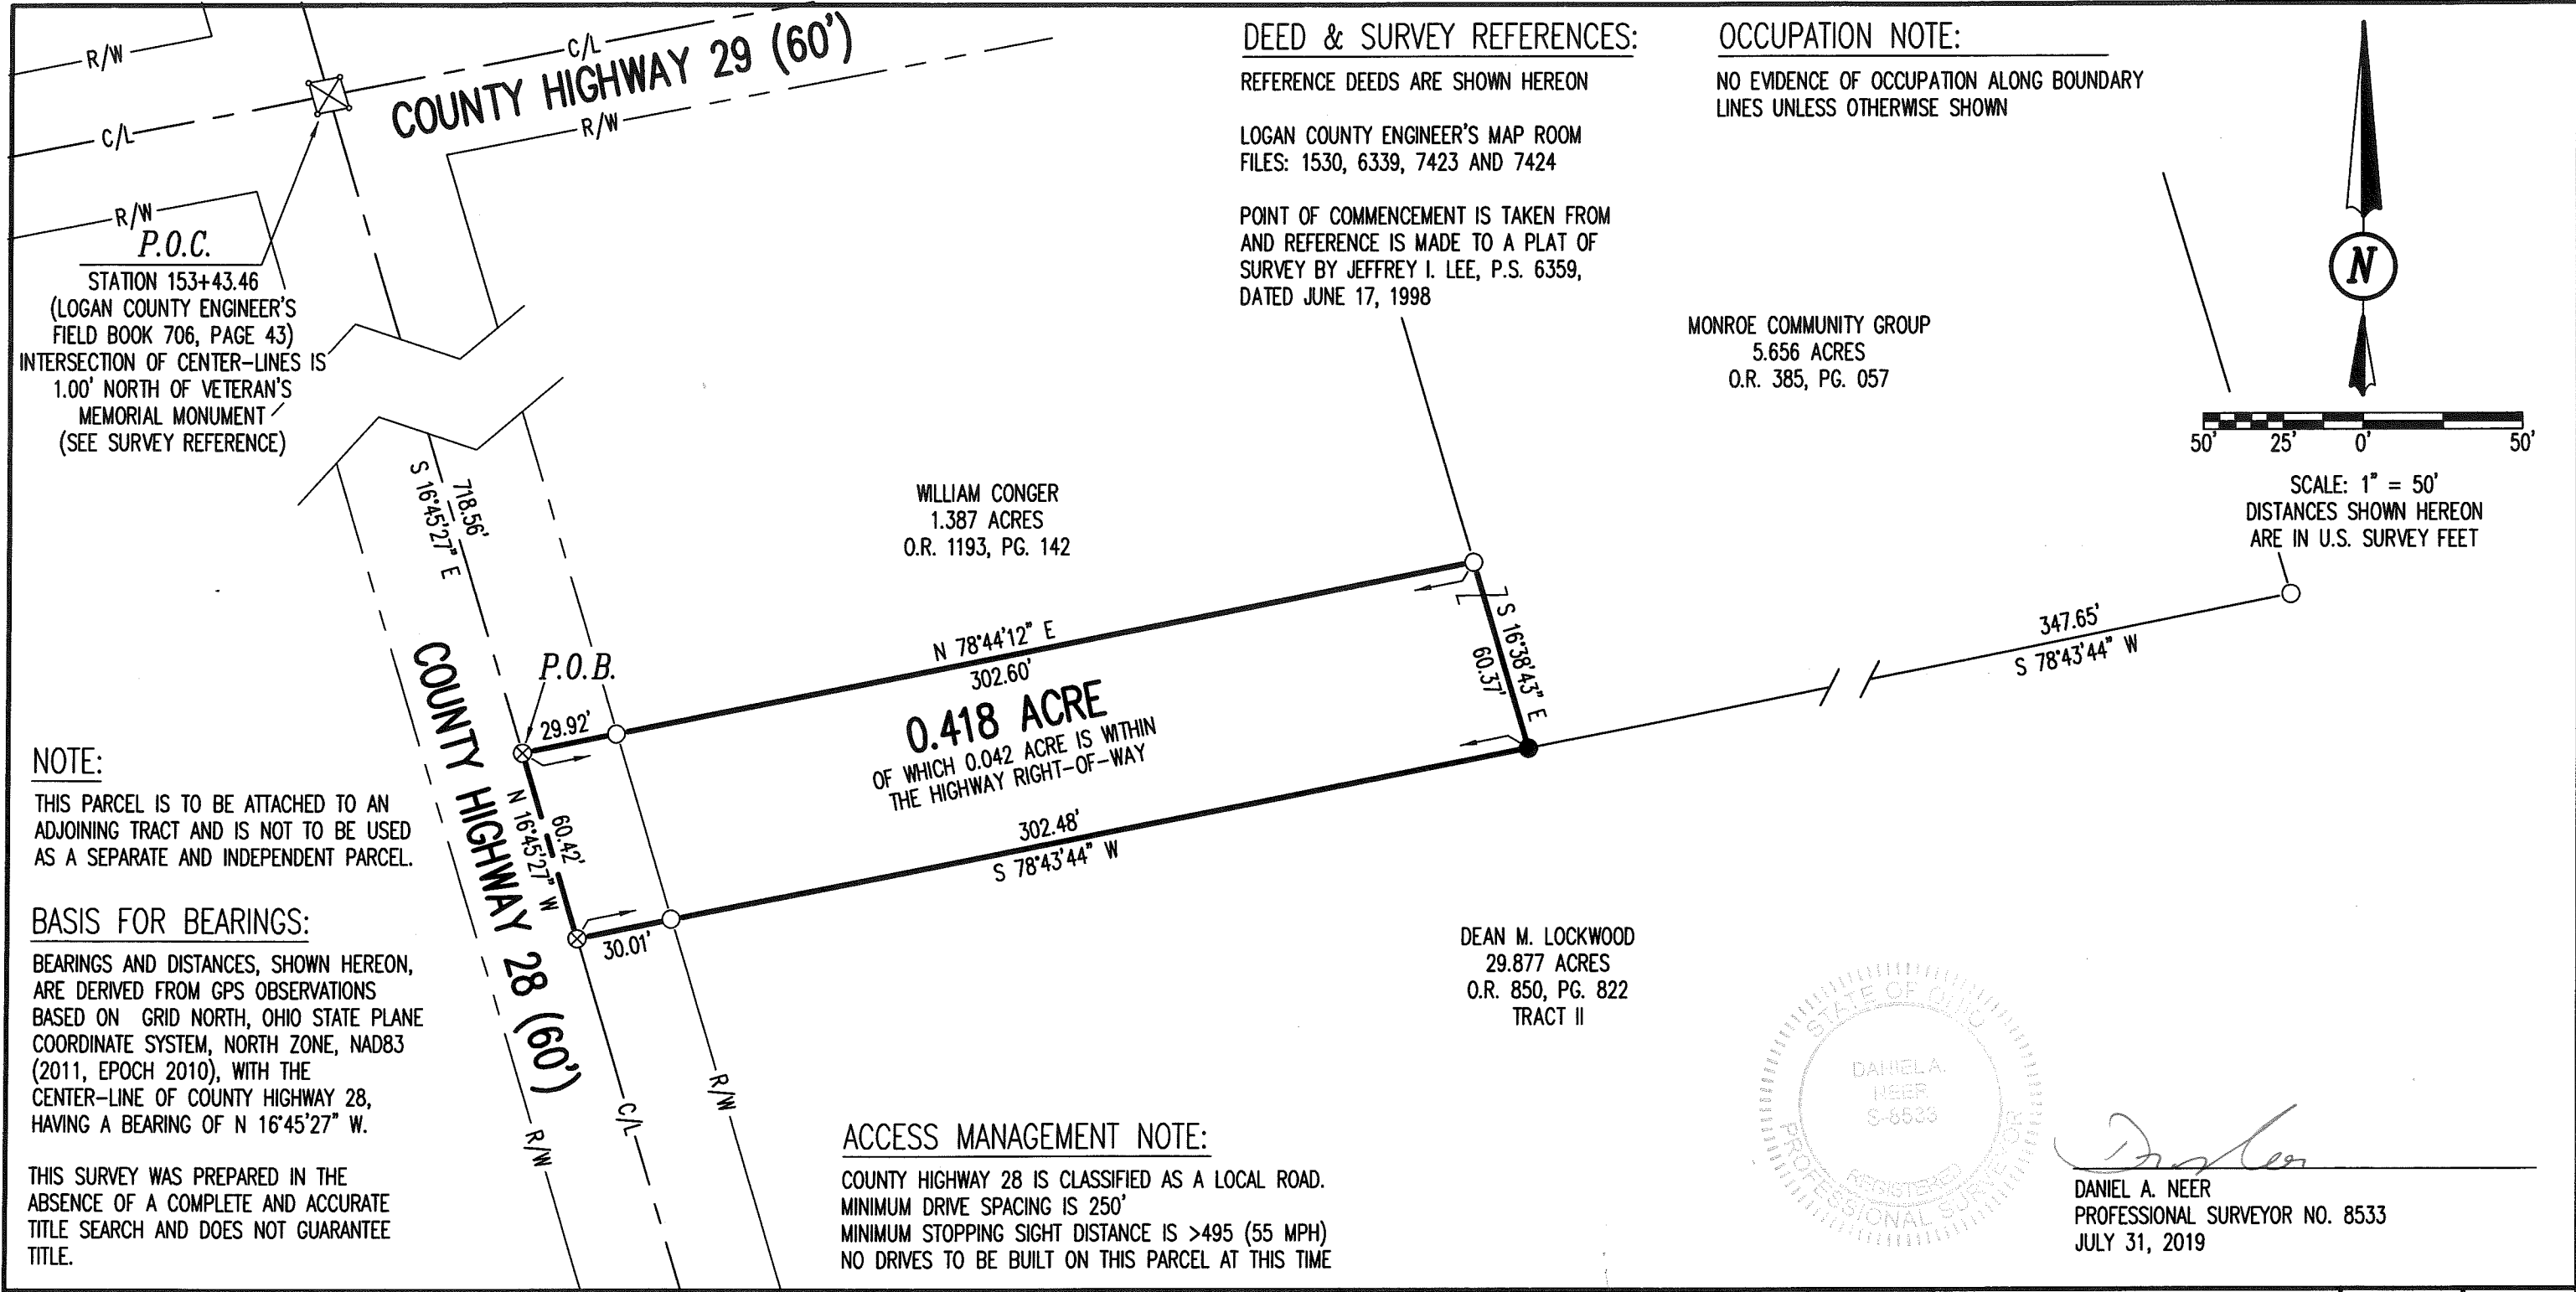 R/W
C/L
COUNTY HIGHWAY 29 (60')
C/L
R/W
R/W
P.O.C.
STATION 153+43.46
(LOGAN COUNTY ENGINEER'S
FIELD BOOK 706, PAGE 43)
INTERSECTION OF CENTER-LINES IS
1.00' NORTH OF VETERAN'S
MEMORIAL MONUMENT
(SEE SURVEY REFERENCE)
DEED & SURVEY REFERENCES:
REFERENCE DEEDS ARE SHOWN HEREON
LOGAN COUNTY ENGINEER'S MAP ROOM
FILES: 1530, 6339, 7423 AND 7424
POINT OF COMMENCEMENT IS TAKEN FROM
AND REFERENCE IS MADE TO A PLAT OF
SURVEY BY JEFFREY I. LEE, P.S. 6359,
DATED JUNE 17, 1998
OCCUPATION NOTE:
NO EVIDENCE OF OCCUPATION ALONG BOUNDARY
LINES UNLESS OTHERWISE SHOWN
N
50' 25' 0' 50'
SCALE: 1" = 50'
DISTANCES SHOWN HEREON
ARE IN U.S. SURVEY FEET
MONROE COMMUNITY GROUP
5.656 ACRES
O.R. 385, PG. 057
WILLIAM CONGER
1.387 ACRES
O.R. 1193, PG. 142
718.56'
S 16°45'27" E
P.O.B.
29.92'
N 78°44'12" E
302.60'
S 16°38'43" E
60.37'
347.65'
S 78°43'44" W
0.418 ACRE
OF WHICH 0.042 ACRE IS WITHIN
THE HIGHWAY RIGHT-OF-WAY
60.42'
N 16°45'27" W
302.48'
S 78°43'44" W
30.01'
COUNTY HIGHWAY 28 (60')
R/W
C/L
R/W
NOTE:
THIS PARCEL IS TO BE ATTACHED TO AN
ADJOINING TRACT AND IS NOT TO BE USED
AS A SEPARATE AND INDEPENDENT PARCEL.
BASIS FOR BEARINGS:
BEARINGS AND DISTANCES, SHOWN HEREON,
ARE DERIVED FROM GPS OBSERVATIONS
BASED ON GRID NORTH, OHIO STATE PLANE
COORDINATE SYSTEM, NORTH ZONE, NAD83
(2011, EPOCH 2010), WITH THE
CENTER-LINE OF COUNTY HIGHWAY 28,
HAVING A BEARING OF N 16°45'27" W.
THIS SURVEY WAS PREPARED IN THE
ABSENCE OF A COMPLETE AND ACCURATE
TITLE SEARCH AND DOES NOT GUARANTEE
TITLE.
DEAN M. LOCKWOOD
29.877 ACRES
O.R. 850, PG. 822
TRACT II
ACCESS MANAGEMENT NOTE:
COUNTY HIGHWAY 28 IS CLASSIFIED AS A LOCAL ROAD.
MINIMUM DRIVE SPACING IS 250'
MINIMUM STOPPING SIGHT DISTANCE IS >495 (55 MPH)
NO DRIVES TO BE BUILT ON THIS PARCEL AT THIS TIME
STATE OF OHIO
DANIEL A.
NEER
S-8533
REGISTERED
PROFESSIONAL SURVEYOR
DANIEL A. NEER
PROFESSIONAL SURVEYOR NO. 8533
JULY 31, 2019